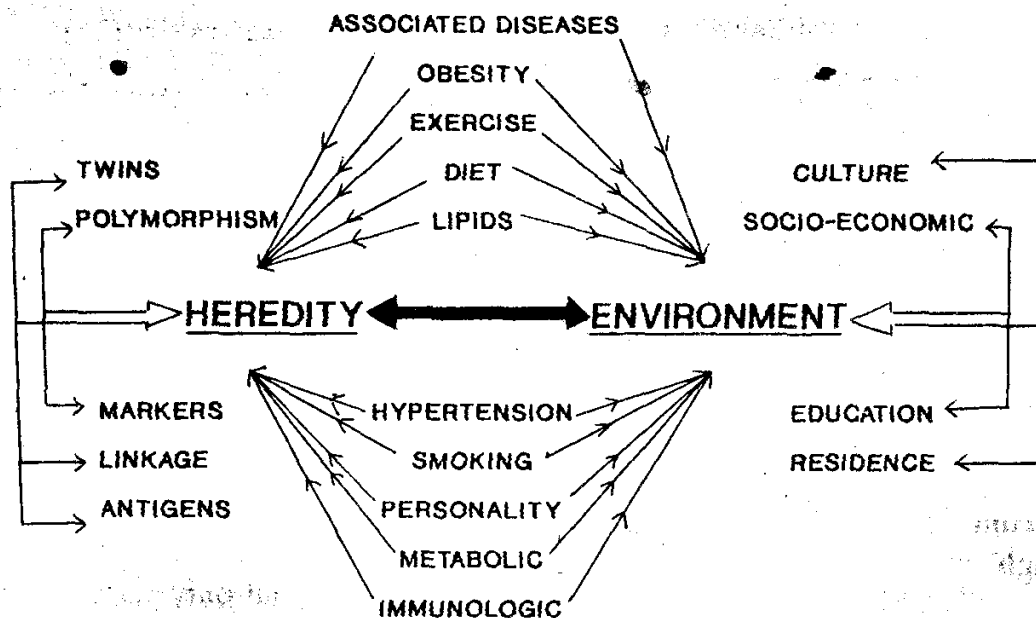 ASSOCIATED DISEASES
OBESITY
EXERCISE
DIET
LIPIDS
TWINS
POLYMORPHISM
CULTURE
SOCIO-ECONOMIC
HEREDITY
ENVIRONMENT
MARKERS
LINKAGE
ANTIGENS
HYPERTENSION
SMOKING
PERSONALITY
METABOLIC
IMMUNOLOGIC
EDUCATION
RESIDENCE